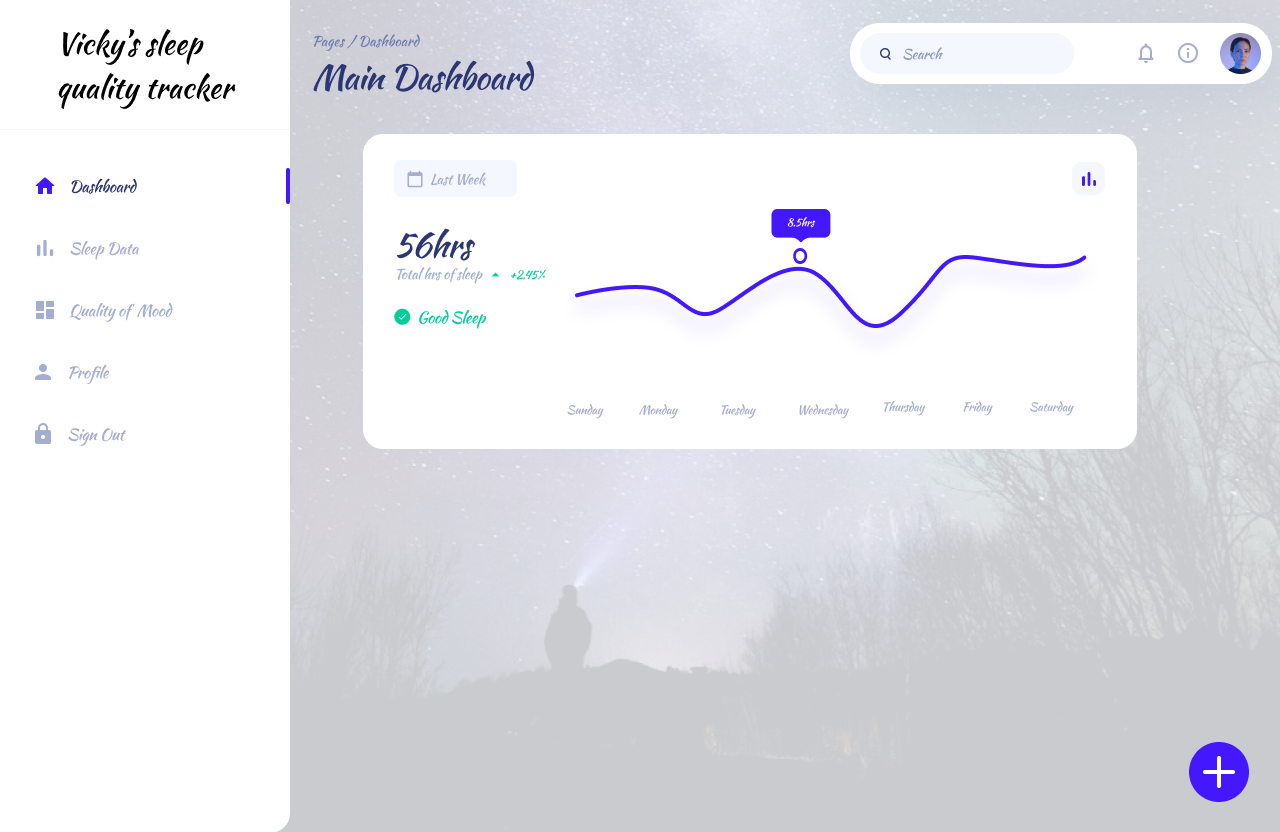 Vicky's sleep
quality tracker
Dashboard
Sleep Data
Quality of Mood
Profile
Sign Out
Pages / Dashboard
Main Dashboard
Search
Last Week
56hrs
Total hrs of sleep +2.45%
Good Sleep
8.5hrs
Sunday Monday Tuesday Wednesday Thursday Friday Saturday